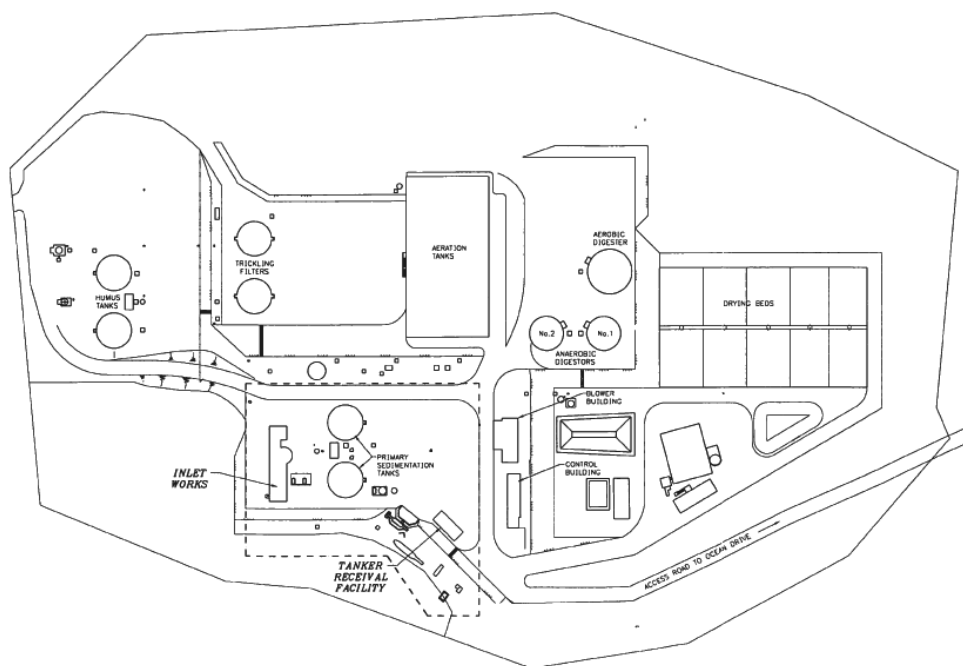 AEROBIC
DIGESTER
AERATION
TANKS
TRICKLING
FILTERS
HUMUS
TANKS
DRYING BEDS
No.2
No.1
ANAEROBIC
DIGESTORS
BLOWER
BUILDING
PRIMARY
SEDIMENTATION
TANKS
INLET
WORKS
CONTROL
BUILDING
TANKER
RECEIVAL
FACILITY
ACCESS ROAD TO OCEAN DRIVE